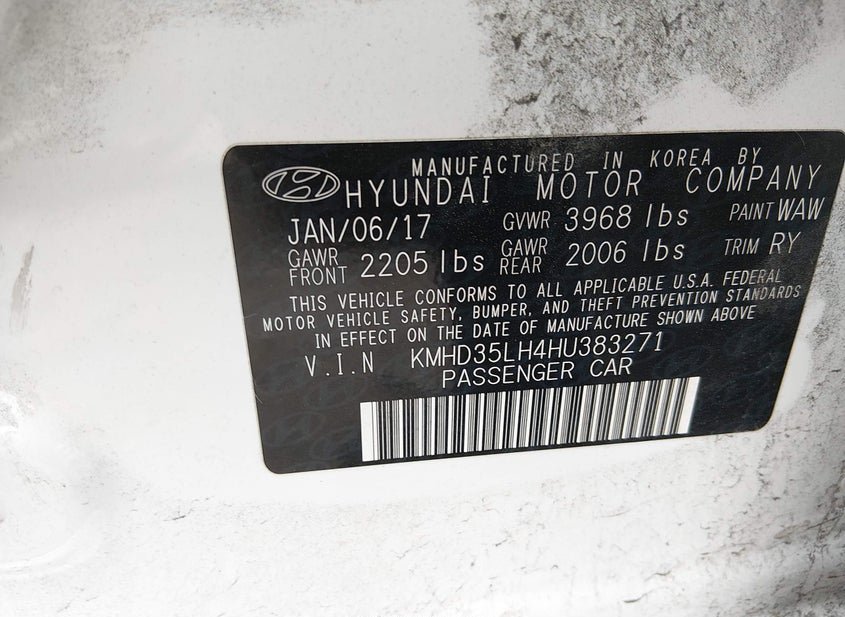 MANUFACTURED IN KOREA BY
HYUNDAI MOTOR COMPANY
JAN/06/17 GVWR 3968 lbs PAINT WAW
GAWR FRONT 2205 lbs GAWR REAR 2006 lbs TRIM RY
THIS VEHICLE CONFORMS TO ALL APPLICABLE U.S.A. FEDERAL
MOTOR VEHICLE SAFETY, BUMPER, AND THEFT PREVENTION STANDARDS
IN EFFECT ON THE DATE OF MANUFACTURE SHOWN ABOVE
V.I.N KMHD35LH4HU383271
PASSENGER CAR